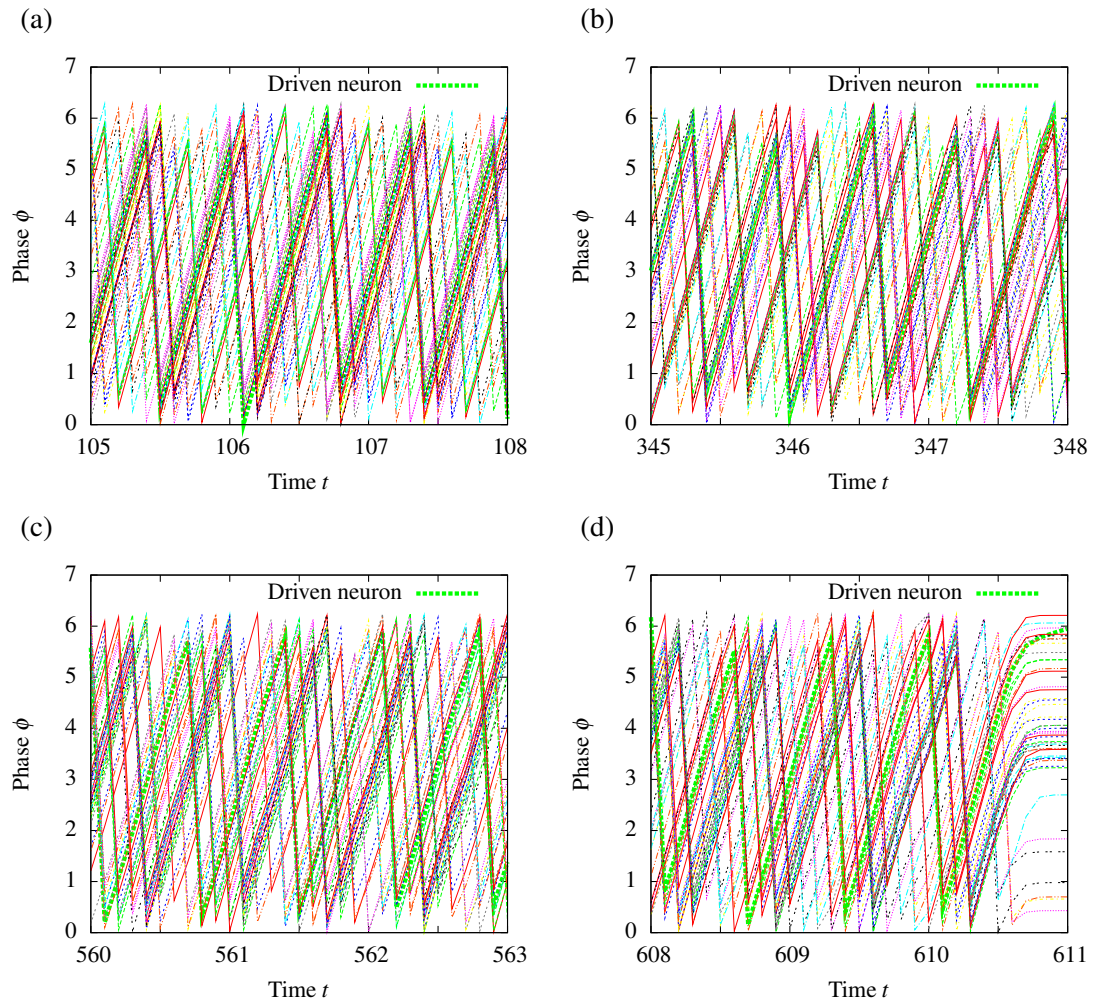 (a)
7
6
5
4
3
2
1
0
Phase ϕ
Driven neuron
105 106 107 108
Time t
(b)
7
6
5
4
3
2
1
0
Phase ϕ
Driven neuron
345 346 347 348
Time t
(c)
7
6
5
4
3
2
1
0
Phase ϕ
Driven neuron
560 561 562 563
Time t
(d)
7
6
5
4
3
2
1
0
Phase ϕ
Driven neuron
608 609 610 611
Time t